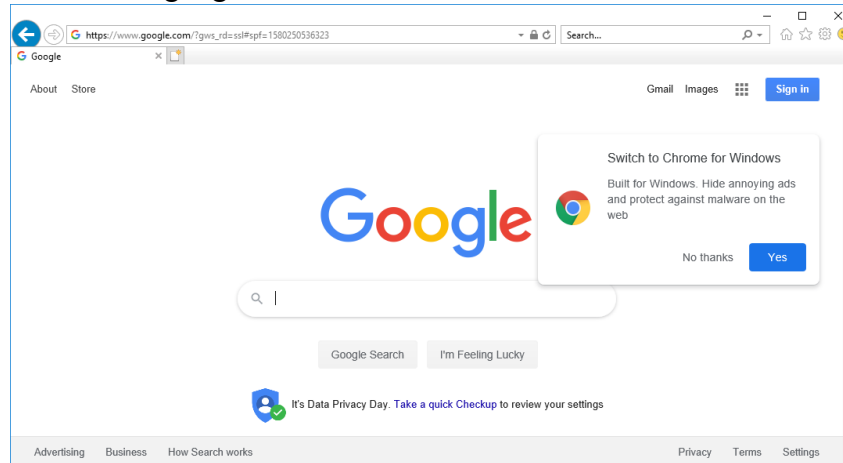 https://www.google.com/?gws_rd=ssl#spf=1580250536323
Search...
Google
About Store
Gmail Images
Sign in
Switch to Chrome for Windows
Built for Windows. Hide annoying ads
and protect against malware on the
web
No thanks Yes
Google
Google Search I'm Feeling Lucky
It's Data Privacy Day. Take a quick Checkup to review your settings
Advertising Business How Search works
Privacy Terms Settings